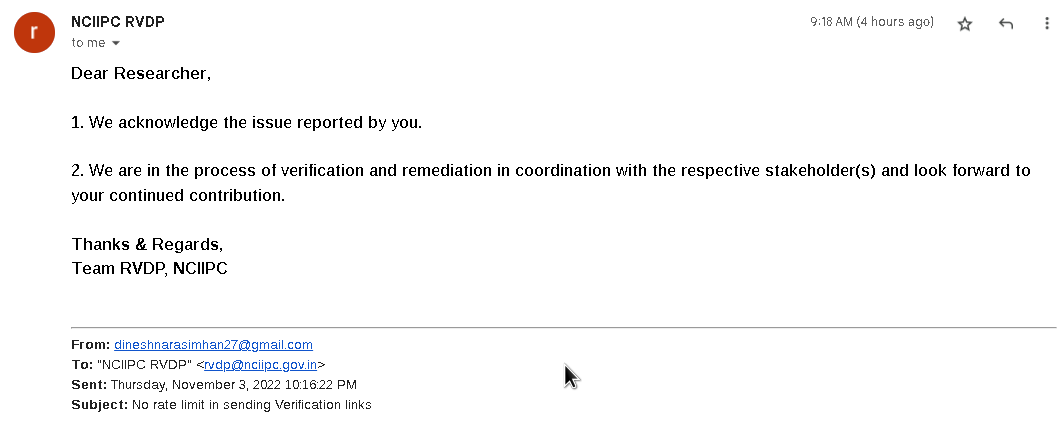 r
NCIIPC RVDP
9:18 AM (4 hours ago)
to me
Dear Researcher,
1. We acknowledge the issue reported by you.
2. We are in the process of verification and remediation in coordination with the respective stakeholder(s) and look forward to
your continued contribution.
Thanks & Regards,
Team RVDP, NCIIPC
From: dineshnarasimhan27@gmail.com
To: "NCIIPC RVDP" <rvdp@nciipc.gov.in>
Sent: Thursday, November 3, 2022 10:16:22 PM
Subject: No rate limit in sending Verification links